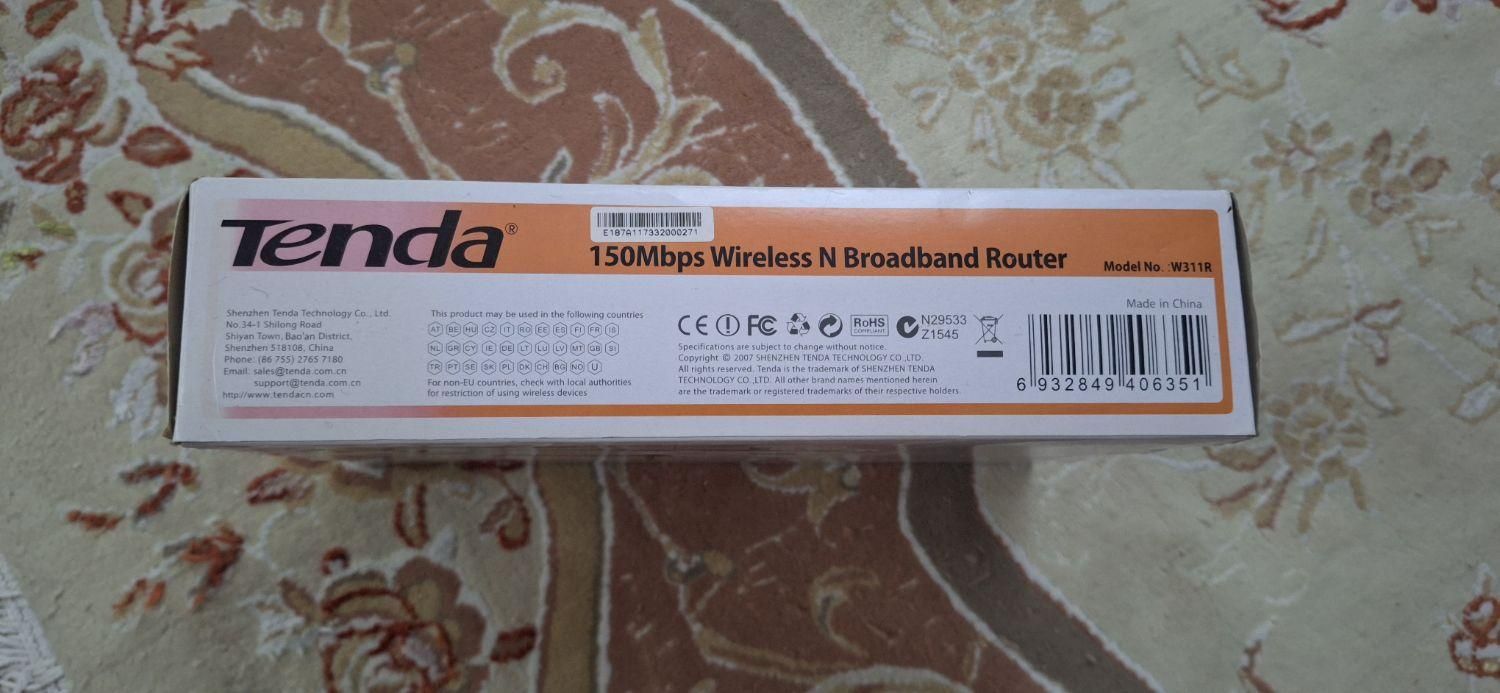 Tenda®
E187A117332000271
150Mbps Wireless N Broadband Router
Model No. :W311R
Shenzhen Tenda Technology Co., Ltd.
No.34-1 Shilong Road
Shiyan Town, Bao'an District,
Shenzhen 518108, China
Phone: (86 755) 2765 7180
Email: sales@tenda.com.cn
support@tenda.com.cn
http://www.tendacn.com
This product may be used in the following countries
AT BE HU CZ IT RO EE ES FI FR IS
NL GR CY IE DE LT LU LV MT GB SI
TR PT SE SK PL DK CH BG NO U
For non-EU countries, check with local authorities
for restriction of using wireless devices
CE FC RoHS
COMPLIANT
N29533
Z1545
Specifications are subject to change without notice.
Copyright © 2007 SHENZHEN TENDA TECHNOLOGY CO.,LTD.
All rights reserved. Tenda is the trademark of SHENZHEN TENDA
TECHNOLOGY CO.,LTD. All other brand names mentioned herein
are the trademark or registered trademarks of their respective holders.
Made in China
6 932849 406351